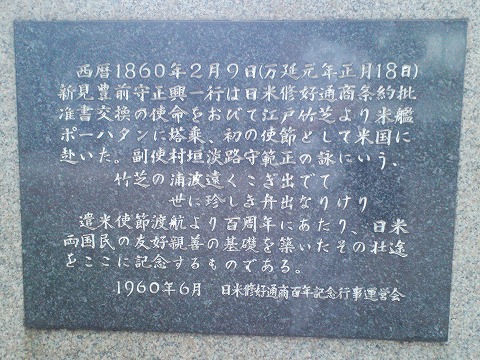 西暦1860年2月9日(万延元年正月18日)
新見豊前守正興一行は日米修好通商条約批
准書交換の使命をおびて江戸竹芝より米艦
ポーハタンに塔乗、初の使節として米国に
赴いた。副使村垣淡路守範正の詠にいう、
竹芝の浦波遠くこぎ出でて
世に珍しき舟出なりけり
遣米使節渡航より百周年にあたり、日米
両国民の友好親善の基礎を築いたその壮途
をここに記念するものである。
1960年6月 日米修好通商百年記念行事運営会